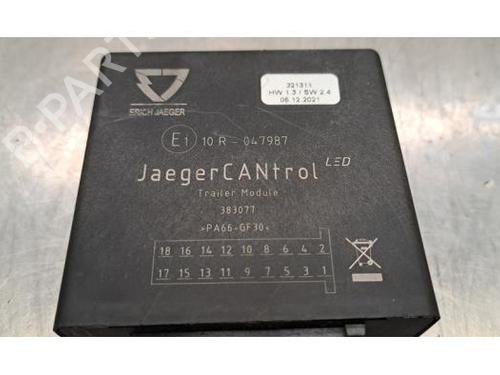 ERICH JAEGER
321311
HW 1.3 / SW 2.4
06.12.2021
E1 10 R - 047987
JaegerCANtrol LED
Trailer Module
383077
>PA66-GF30<
18 16 14 12 10 8 6 4 2
17 15 13 11 9 7 5 3 1